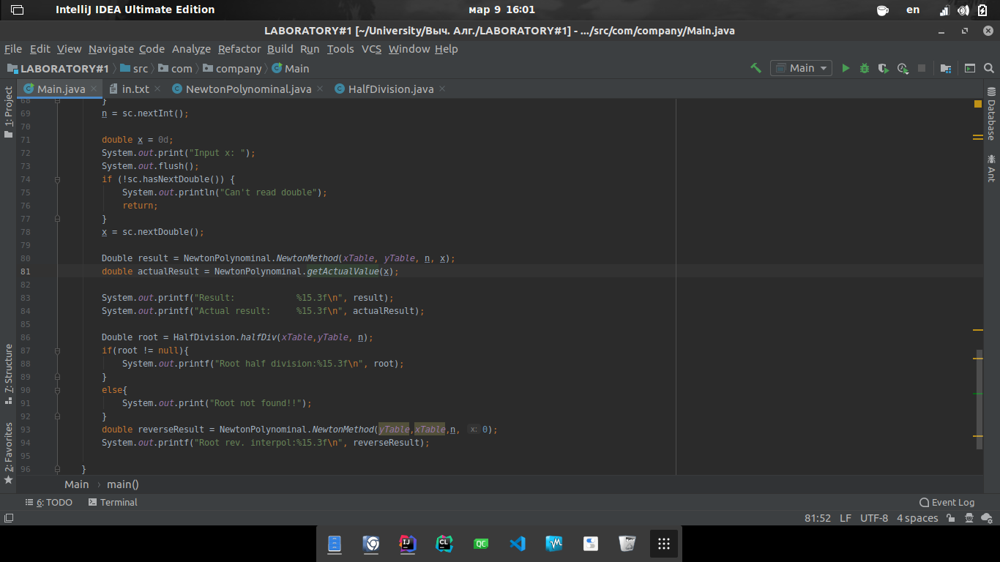 IntelliJ IDEA Ultimate Edition
мар 9 16:01
en
LABORATORY#1 [~/University/Выч. Алг./LABORATORY#1] - .../src/com/company/Main.java
File Edit View Navigate Code Analyze Refactor Build Run Tools VCS Window Help
LABORATORY#1 src com company Main
Main
Main.java in.txt NewtonPolynominal.java HalfDivision.java
1: Project
7: Structure
2: Favorites
Database
Ant
68 }
69 n = sc.nextInt();
70
71 double x = 0d;
72 System.out.print("Input x: ");
73 System.out.flush();
74 if (!sc.hasNextDouble()) {
75 System.out.println("Can't read double");
76 return;
77 }
78 x = sc.nextDouble();
79
80 Double result = NewtonPolynominal.NewtonMethod(xTable, yTable, n, x);
81 double actualResult = NewtonPolynominal.getActualValue(x);
82
83 System.out.printf("Result:            %15.3f\n", result);
84 System.out.printf("Actual result:     %15.3f\n", actualResult);
85
86 Double root = HalfDivision.halfDiv(xTable,yTable, n);
87 if(root != null){
88 System.out.printf("Root half division:%15.3f\n", root);
89 }
90 else{
91 System.out.print("Root not found!!");
92 }
93 double reverseResult = NewtonPolynominal.NewtonMethod(yTable,xTable,n, x: 0);
94 System.out.printf("Root rev. interpol:%15.3f\n", reverseResult);
95
96 }
Main › main()
6: TODO Terminal
Event Log
81:52 LF UTF-8 4 spaces
IJ
CL
QC